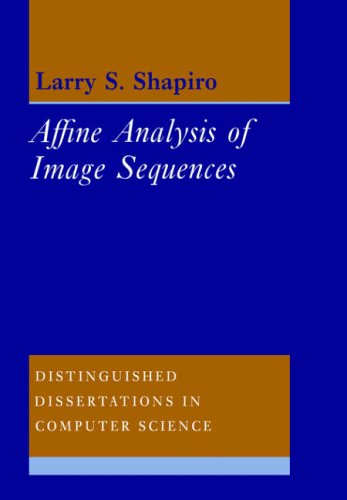 Larry S. Shapiro
Affine Analysis of
Image Sequences
DISTINGUISHED
DISSERTATIONS IN
COMPUTER SCIENCE